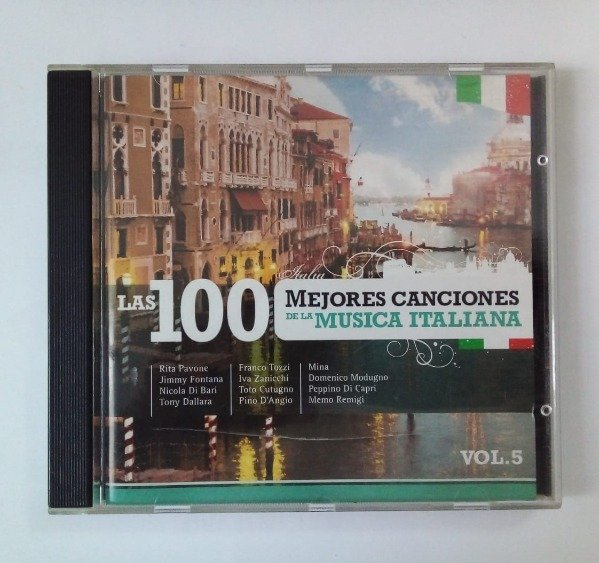 Italia
LAS 100 MEJORES CANCIONES
DE LA MUSICA ITALIANA
Rita Pavone
Jimmy Fontana
Nicola Di Bari
Tony Dallara
Franco Tozzi
Iva Zanicchi
Toto Cutugno
Pino D'Angio
Mina
Domenico Modugno
Peppino Di Capri
Memo Remigi
VOL.5